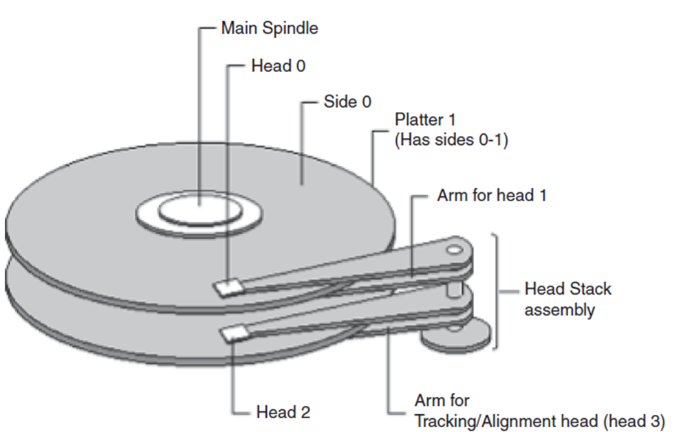 Main Spindle
Head 0
Side 0
Platter 1
(Has sides 0-1)
Arm for head 1
Head Stack
assembly
Head 2
Arm for
Tracking/Alignment head (head 3)